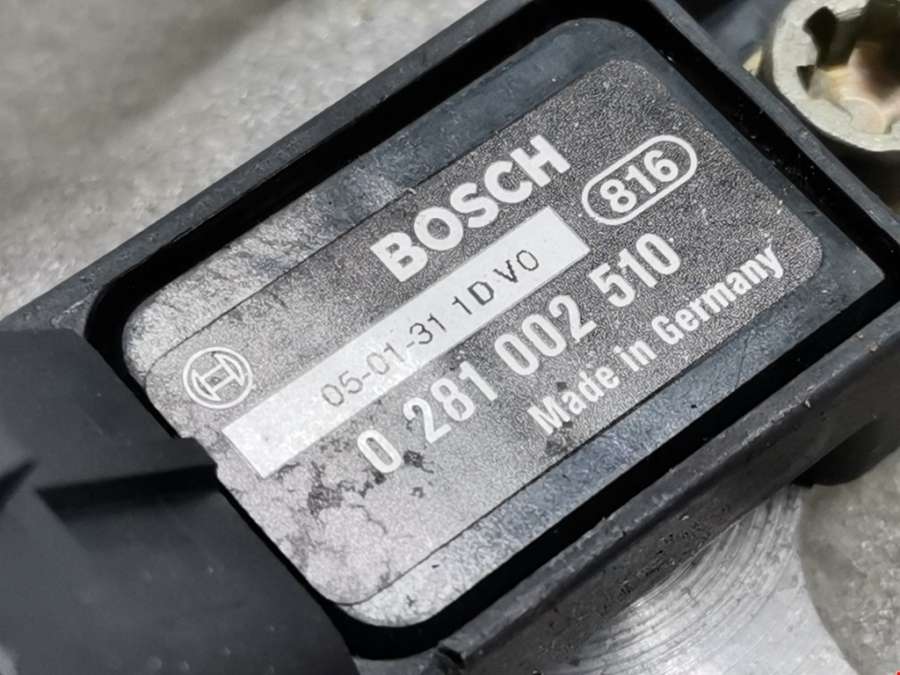 BOSCH
816
05-01-31 1D V0
0 281 002 510
Made in Germany